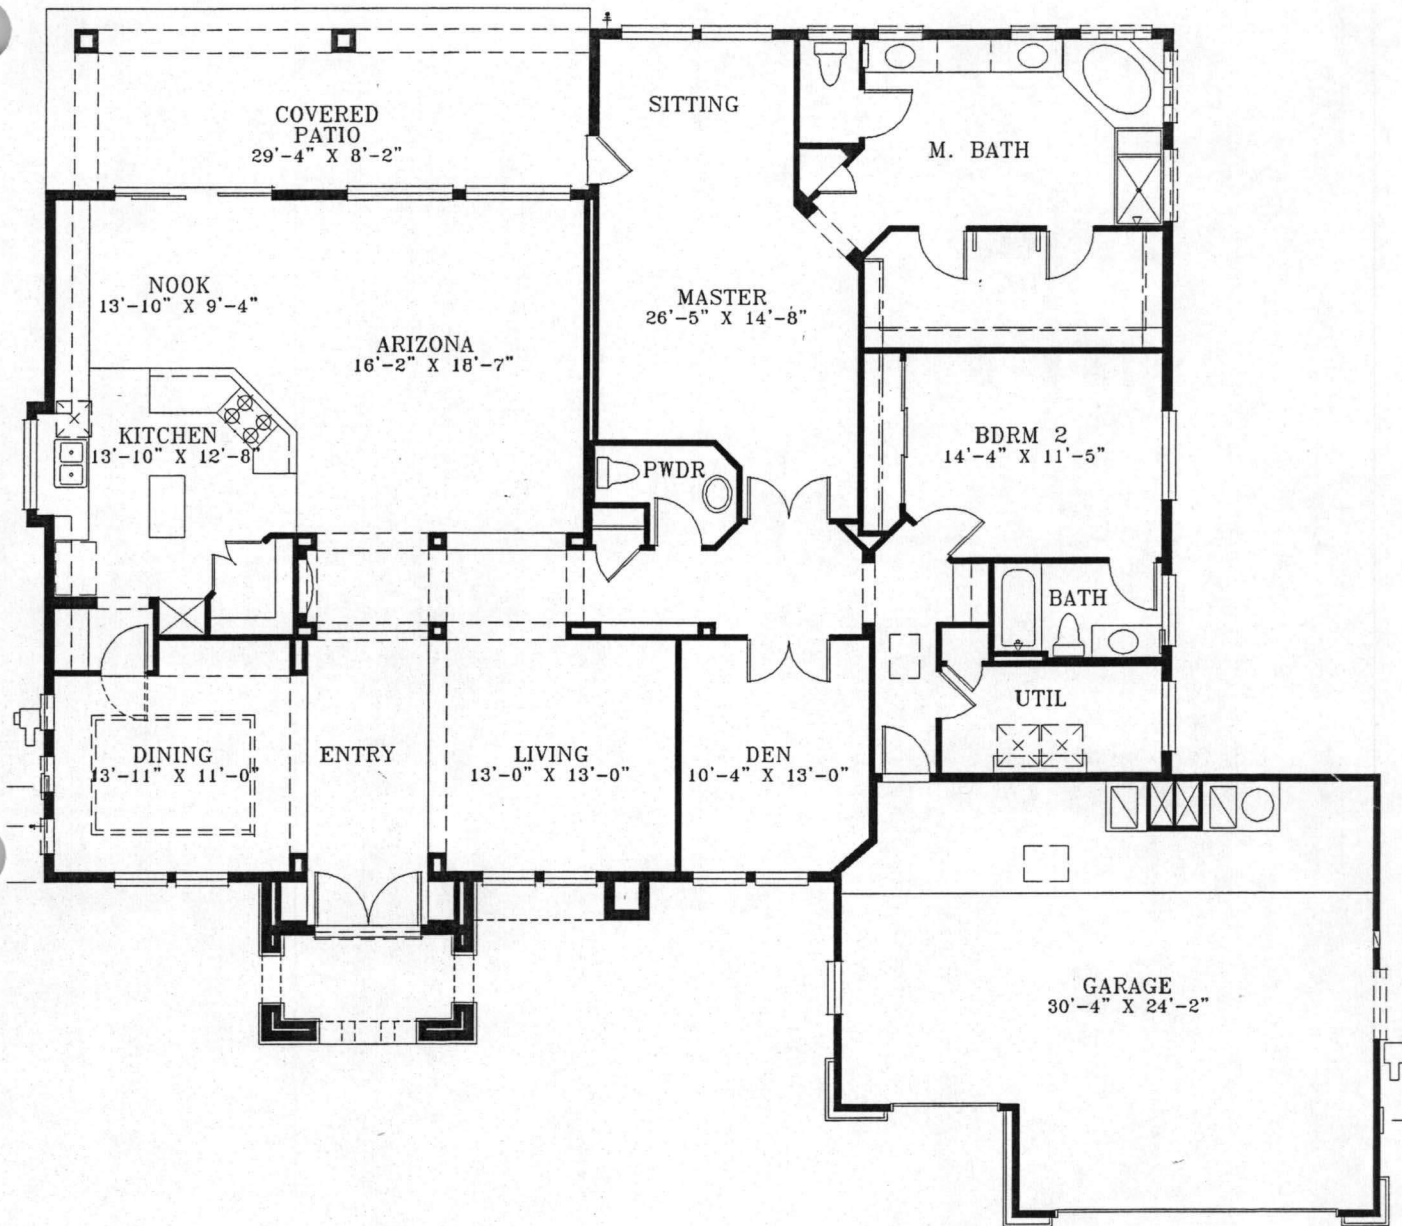 COVERED
PATIO
29'-4" X 8'-2"
SITTING
M. BATH
NOOK
13'-10" X 9'-4"
MASTER
26'-5" X 14'-8"
ARIZONA
16'-2" X 18'-7"
KITCHEN
13'-10" X 12'-8"
BDRM 2
14'-4" X 11'-5"
PWDR
BATH
UTIL
DINING
13'-11" X 11'-0"
ENTRY
LIVING
13'-0" X 13'-0"
DEN
10'-4" X 13'-0"
GARAGE
30'-4" X 24'-2"